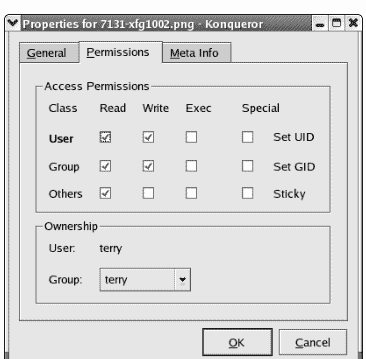 Properties for 7131-xfg1002.png - Konqueror
General Permissions Meta Info
Access Permissions
Class Read Write Exec Special
User Set UID
Group Set GID
Others Sticky
Ownership
User: terry
Group: terry
OK Cancel